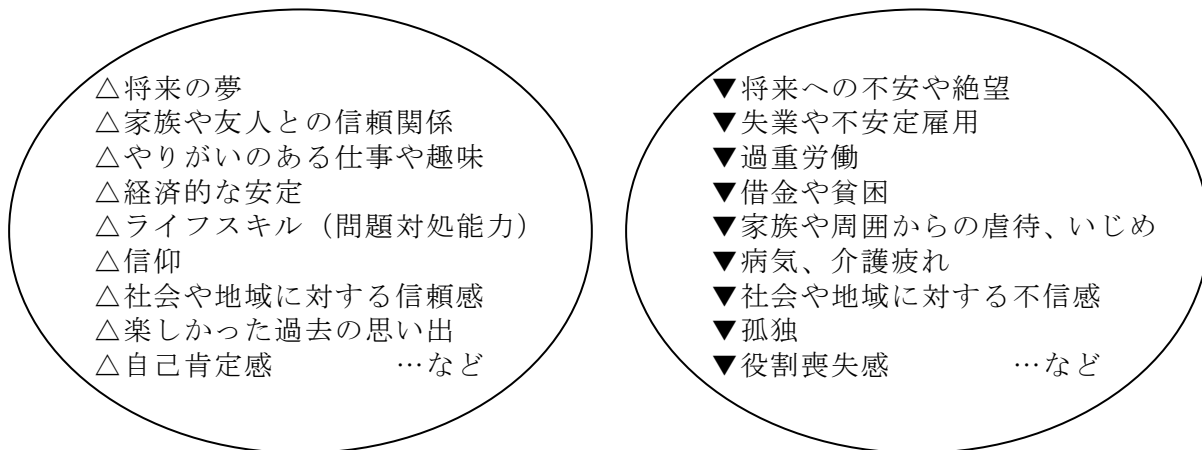 △将来の夢
△家族や友人との信頼関係
△やりがいのある仕事や趣味
△経済的な安定
△ライフスキル（問題対処能力）
△信仰
△社会や地域に対する信頼感
△楽しかった過去の思い出
△自己肯定感　　　　…など
▼将来への不安や絶望
▼失業や不安定雇用
▼過重労働
▼借金や貧困
▼家族や周囲からの虐待、いじめ
▼病気、介護疲れ
▼社会や地域に対する不信感
▼孤独
▼役割喪失感　　　　…など